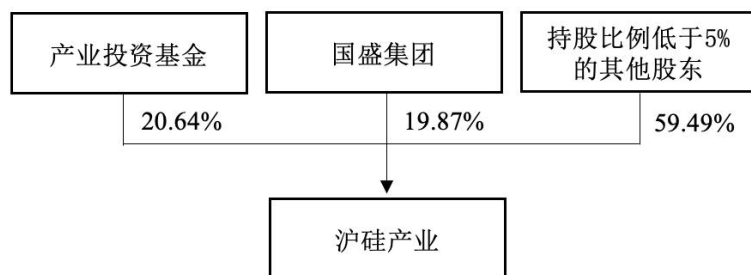 产业投资基金
国盛集团
持股比例低于5%
的其他股东
20.64%
19.87%
59.49%
沪硅产业